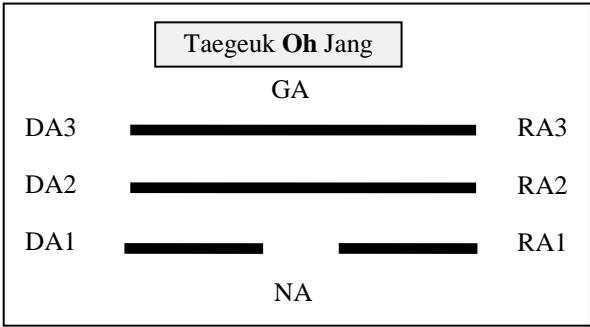 Taegeuk Oh Jang
GA
DA3 RA3
DA2 RA2
DA1 RA1
NA